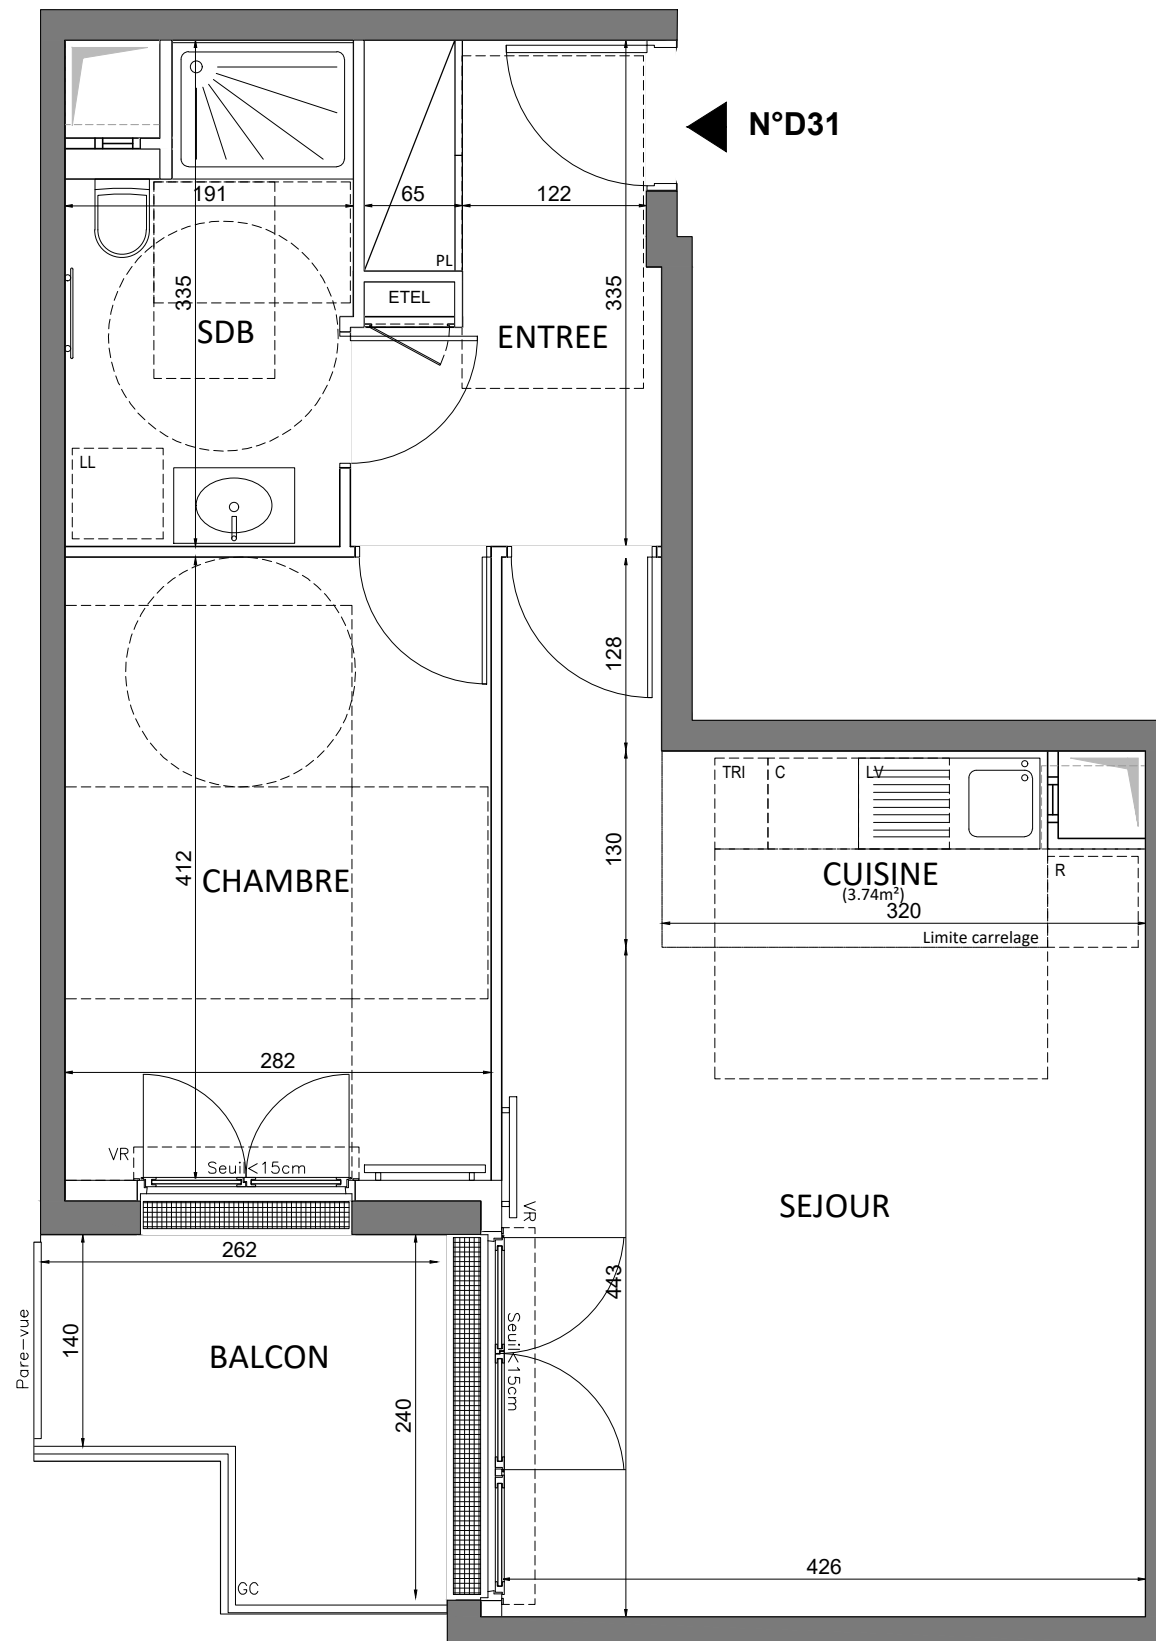 N°D31
191
65
122
PL
335
335
ETEL
SDB
ENTREE
LL
128
TRI
C
LV
130
412
CHAMBRE
CUISINE
(3.74m²)
R
320
Limite carrelage
282
VR
Seuil<15cm
VR
SEJOUR
262
443
Pare-vue
140
BALCON
Seuil<15cm
240
426
GC